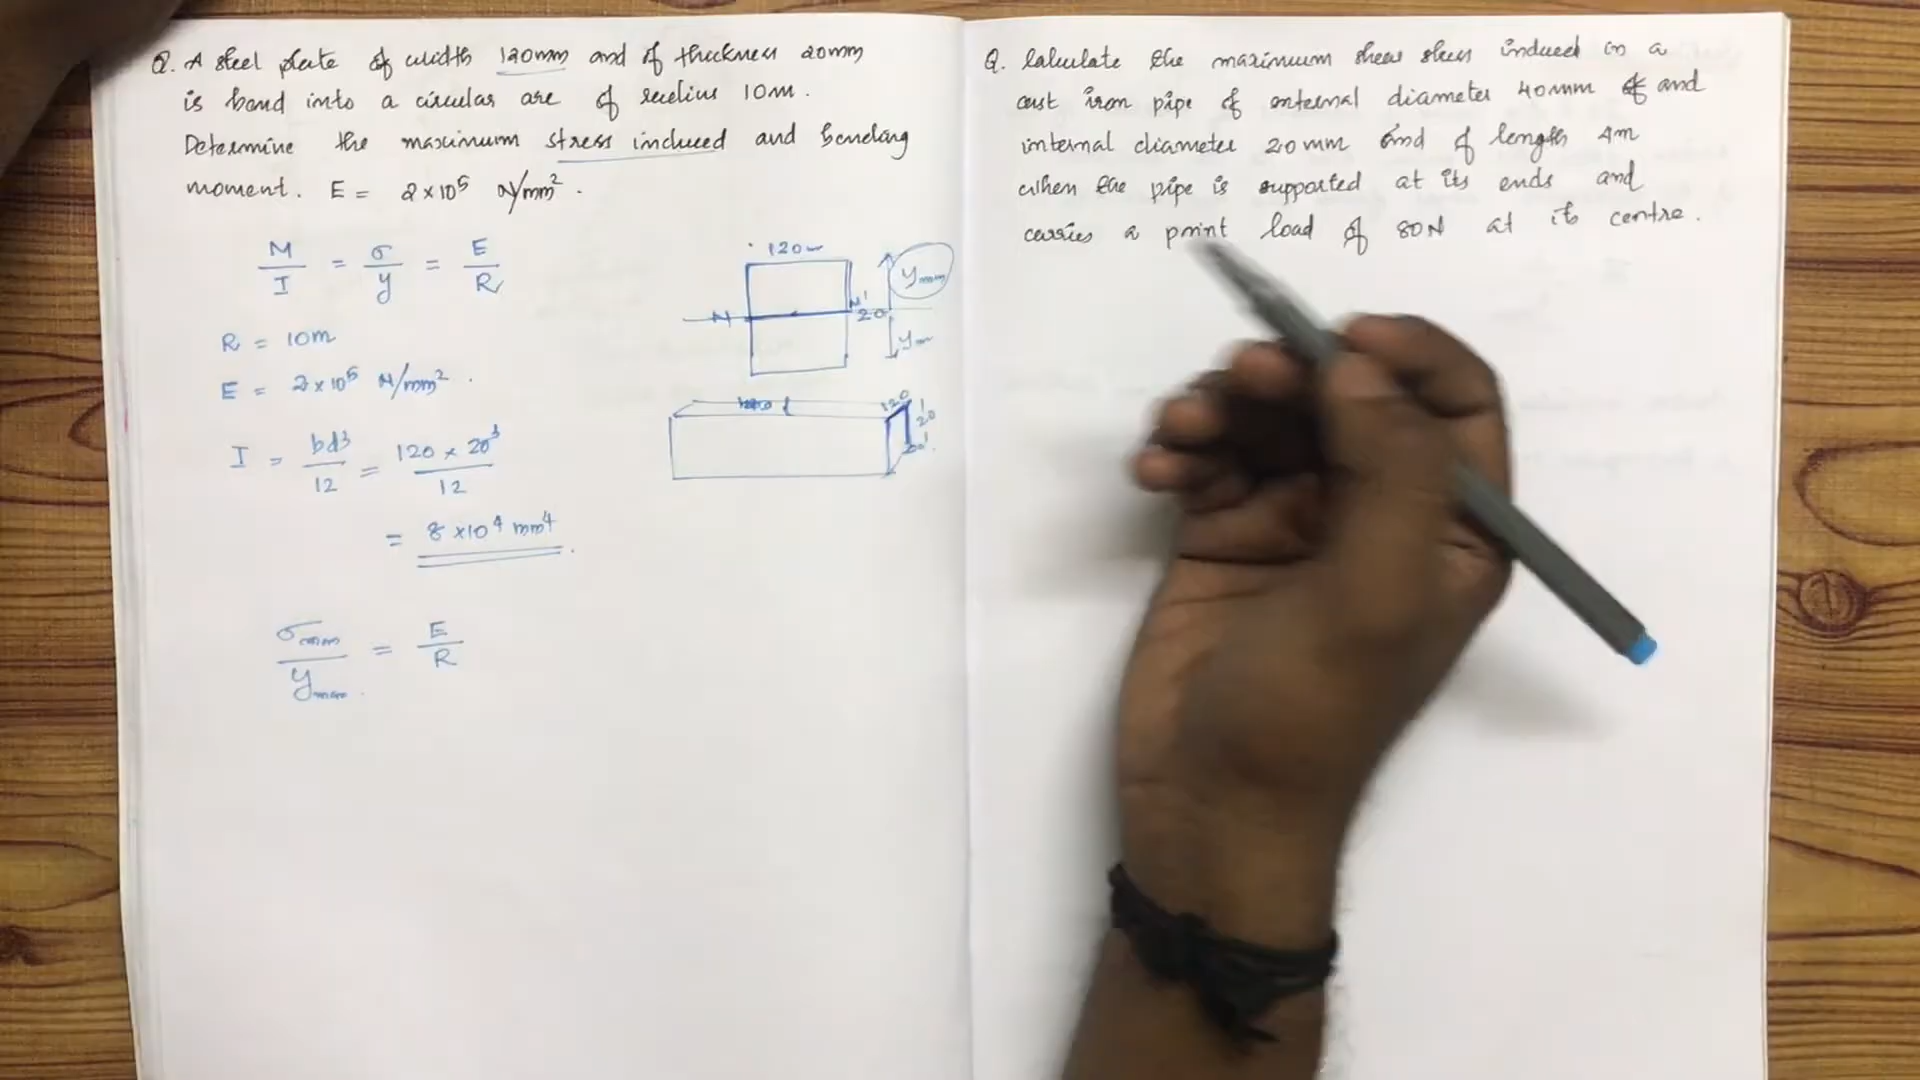 Q. A steel plate of width 120mm and of thickness 20mm
is bend into a circular arc of radius 10m.
Determine the maximum stress induced and bending
moment. E = 2×10⁵ N/mm².
M/I = σ/y = E/R
R = 10m
E = 2×10⁵ N/mm².
I = bd³/12 = 120 × 20³/12
= 8 ×10⁴ mm⁴.
σmax/ymax = E/R
120
ymax
N
20
120
20
Q. Calculate the maximum shear stress induced in a
cast iron pipe of external diameter 40mm of and
internal diameter 20mm and of length 4m
when the pipe is supported at its ends and
carries a point load of 80N at its centre.